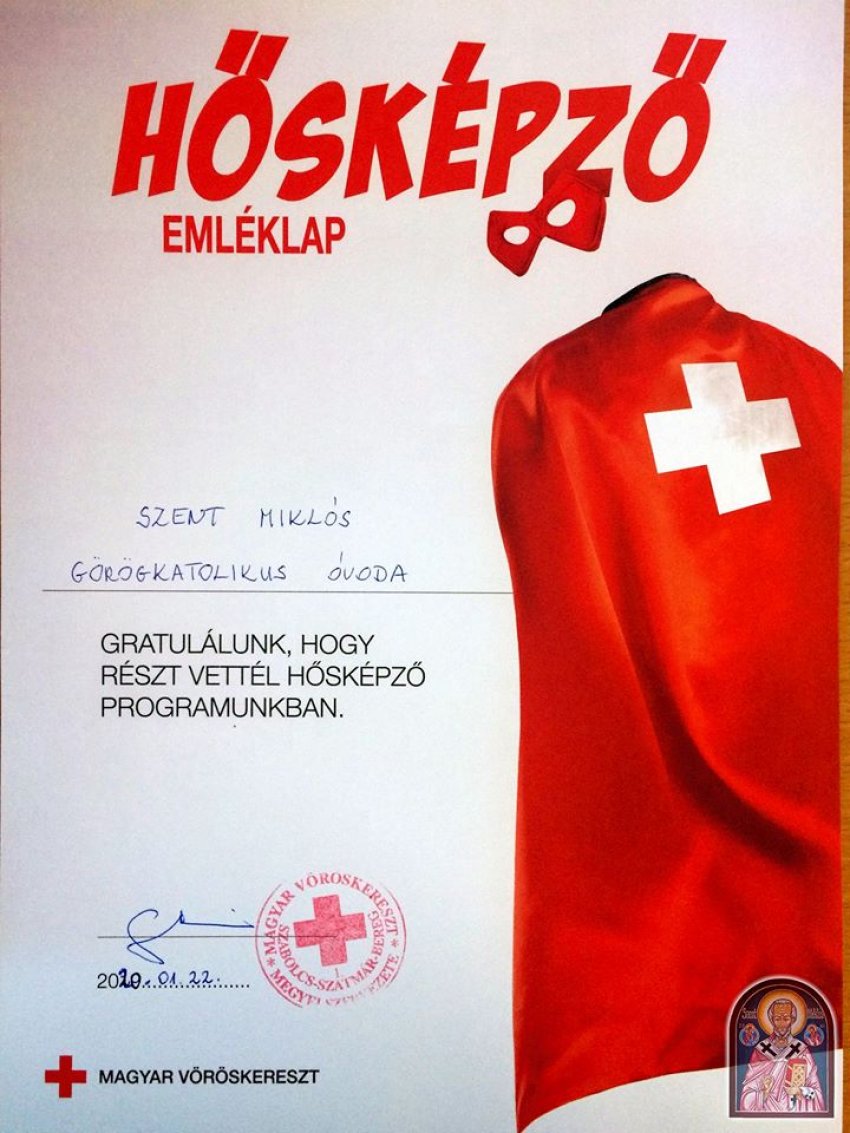 HŐSKÉPZŐ
EMLÉKLAP
SZENT MIKLÓS
GÖRÖGKATOLIKUS ÓVODA
GRATULÁLUNK, HOGY
RÉSZT VETTÉL HŐSKÉPZŐ
PROGRAMUNKBAN.
* MAGYAR VÖRÖSKERESZT *
SZABOLCS-SZATMÁR-BEREG
MEGYEI SZERVEZETE
1.
2020.01.22.
MAGYAR VÖRÖSKERESZT